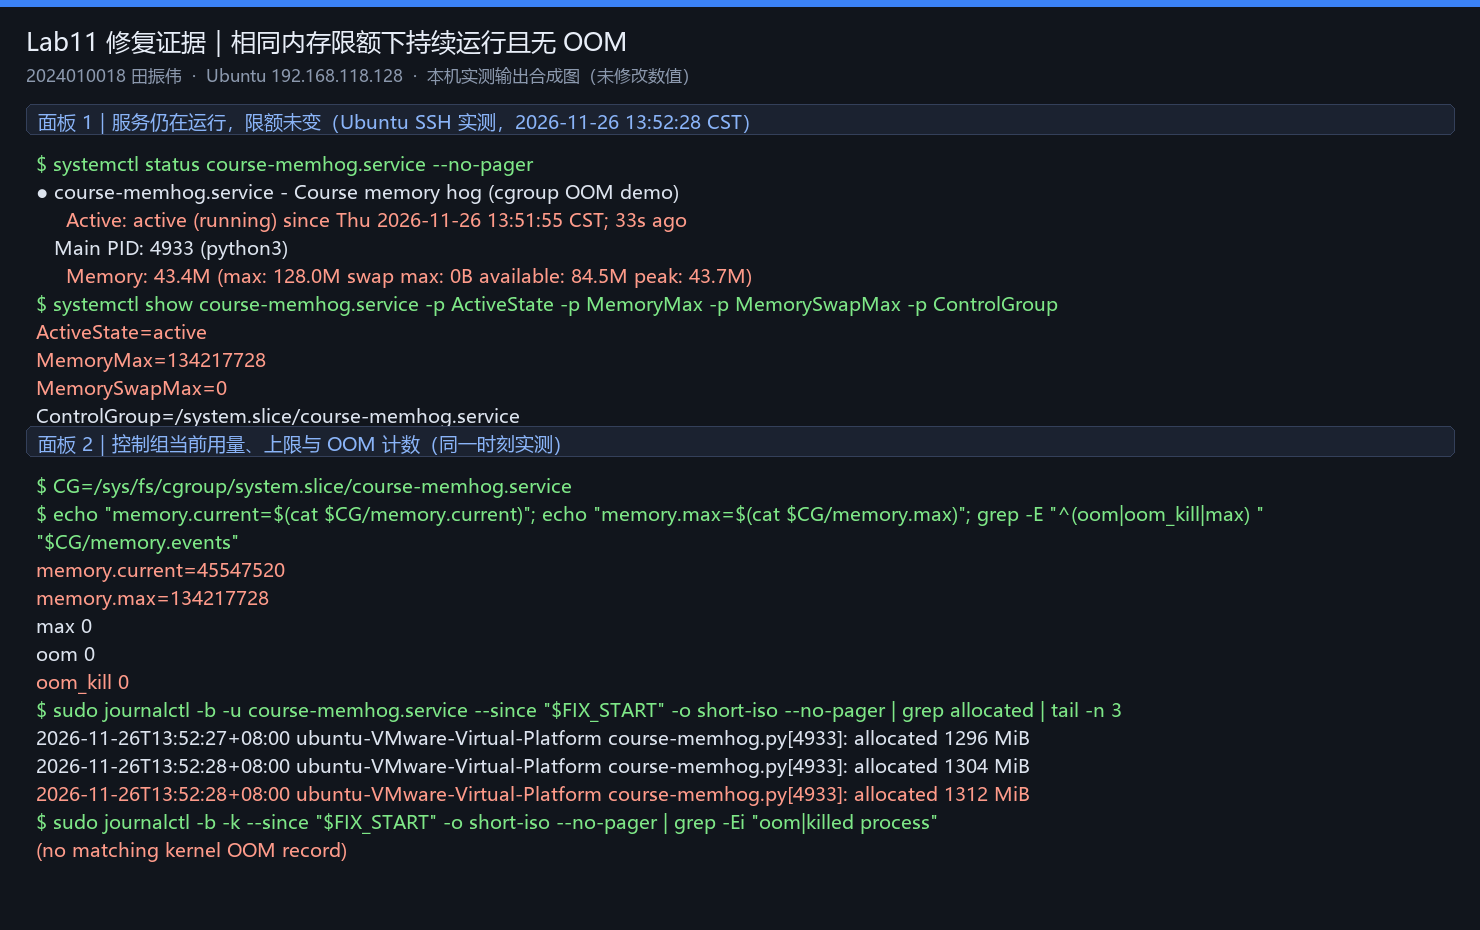 Lab11 修复证据｜相同内存限额下持续运行且无 OOM
2024010018 田振伟 · Ubuntu 192.168.118.128 · 本机实测输出合成图（未修改数值）
面板 1｜服务仍在运行，限额未变（Ubuntu SSH 实测，2026-11-26 13:52:28 CST）
$ systemctl status course-memhog.service --no-pager
● course-memhog.service - Course memory hog (cgroup OOM demo)
Active: active (running) since Thu 2026-11-26 13:51:55 CST; 33s ago
Main PID: 4933 (python3)
Memory: 43.4M (max: 128.0M swap max: 0B available: 84.5M peak: 43.7M)
$ systemctl show course-memhog.service -p ActiveState -p MemoryMax -p MemorySwapMax -p ControlGroup
ActiveState=active
MemoryMax=134217728
MemorySwapMax=0
ControlGroup=/system.slice/course-memhog.service
面板 2｜控制组当前用量、上限与 OOM 计数（同一时刻实测）
$ CG=/sys/fs/cgroup/system.slice/course-memhog.service
$ echo "memory.current=$(cat $CG/memory.current)"; echo "memory.max=$(cat $CG/memory.max)"; grep -E "^(oom|oom_kill|max) "
"$CG/memory.events"
memory.current=45547520
memory.max=134217728
max 0
oom 0
oom_kill 0
$ sudo journalctl -b -u course-memhog.service --since "$FIX_START" -o short-iso --no-pager | grep allocated | tail -n 3
2026-11-26T13:52:27+08:00 ubuntu-VMware-Virtual-Platform course-memhog.py[4933]: allocated 1296 MiB
2026-11-26T13:52:28+08:00 ubuntu-VMware-Virtual-Platform course-memhog.py[4933]: allocated 1304 MiB
2026-11-26T13:52:28+08:00 ubuntu-VMware-Virtual-Platform course-memhog.py[4933]: allocated 1312 MiB
$ sudo journalctl -b -k --since "$FIX_START" -o short-iso --no-pager | grep -Ei "oom|killed process"
(no matching kernel OOM record)